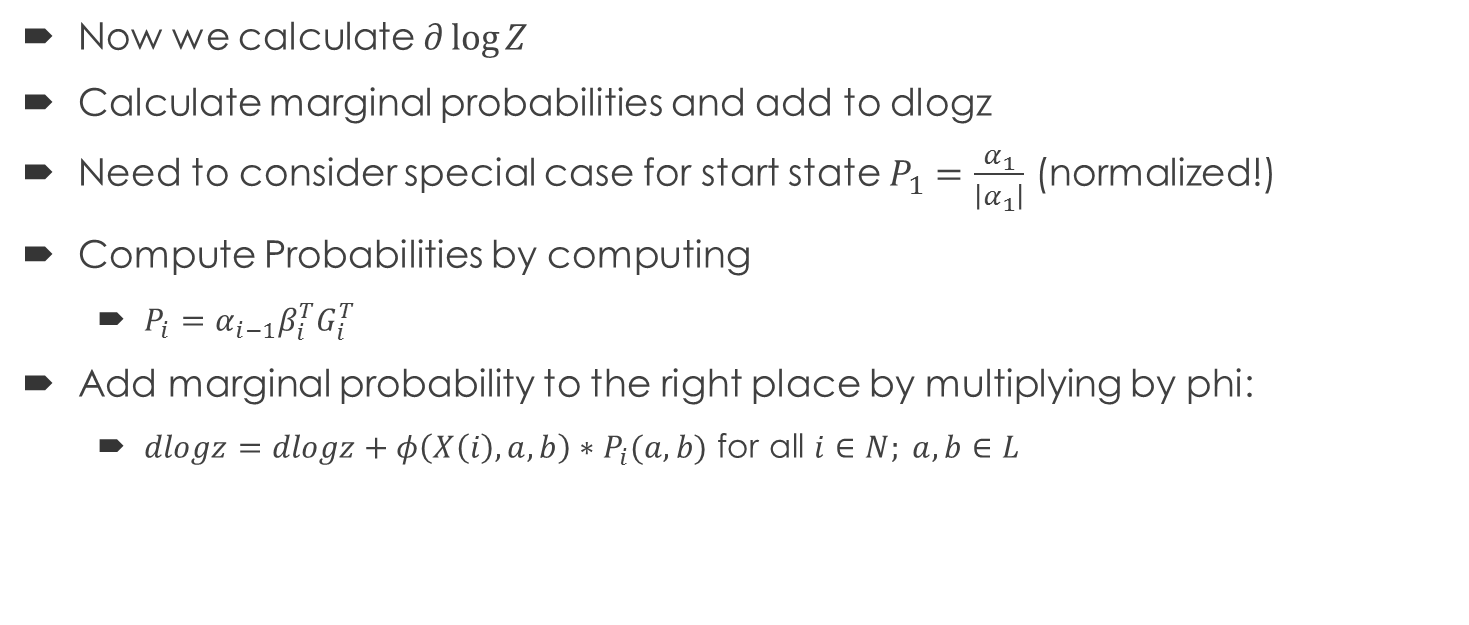 Now we calculate ∂ log Z
Calculate marginal probabilities and add to dlogz
Need to consider special case for start state P₁ = α₁/|α₁| (normalized!)
Compute Probabilities by computing
Pᵢ = αᵢ₋₁βᵢᵀGᵢᵀ
Add marginal probability to the right place by multiplying by phi:
dlogz = dlogz + ϕ(X(i), a, b) ∗ Pᵢ(a, b) for all i ∈ N; a, b ∈ L